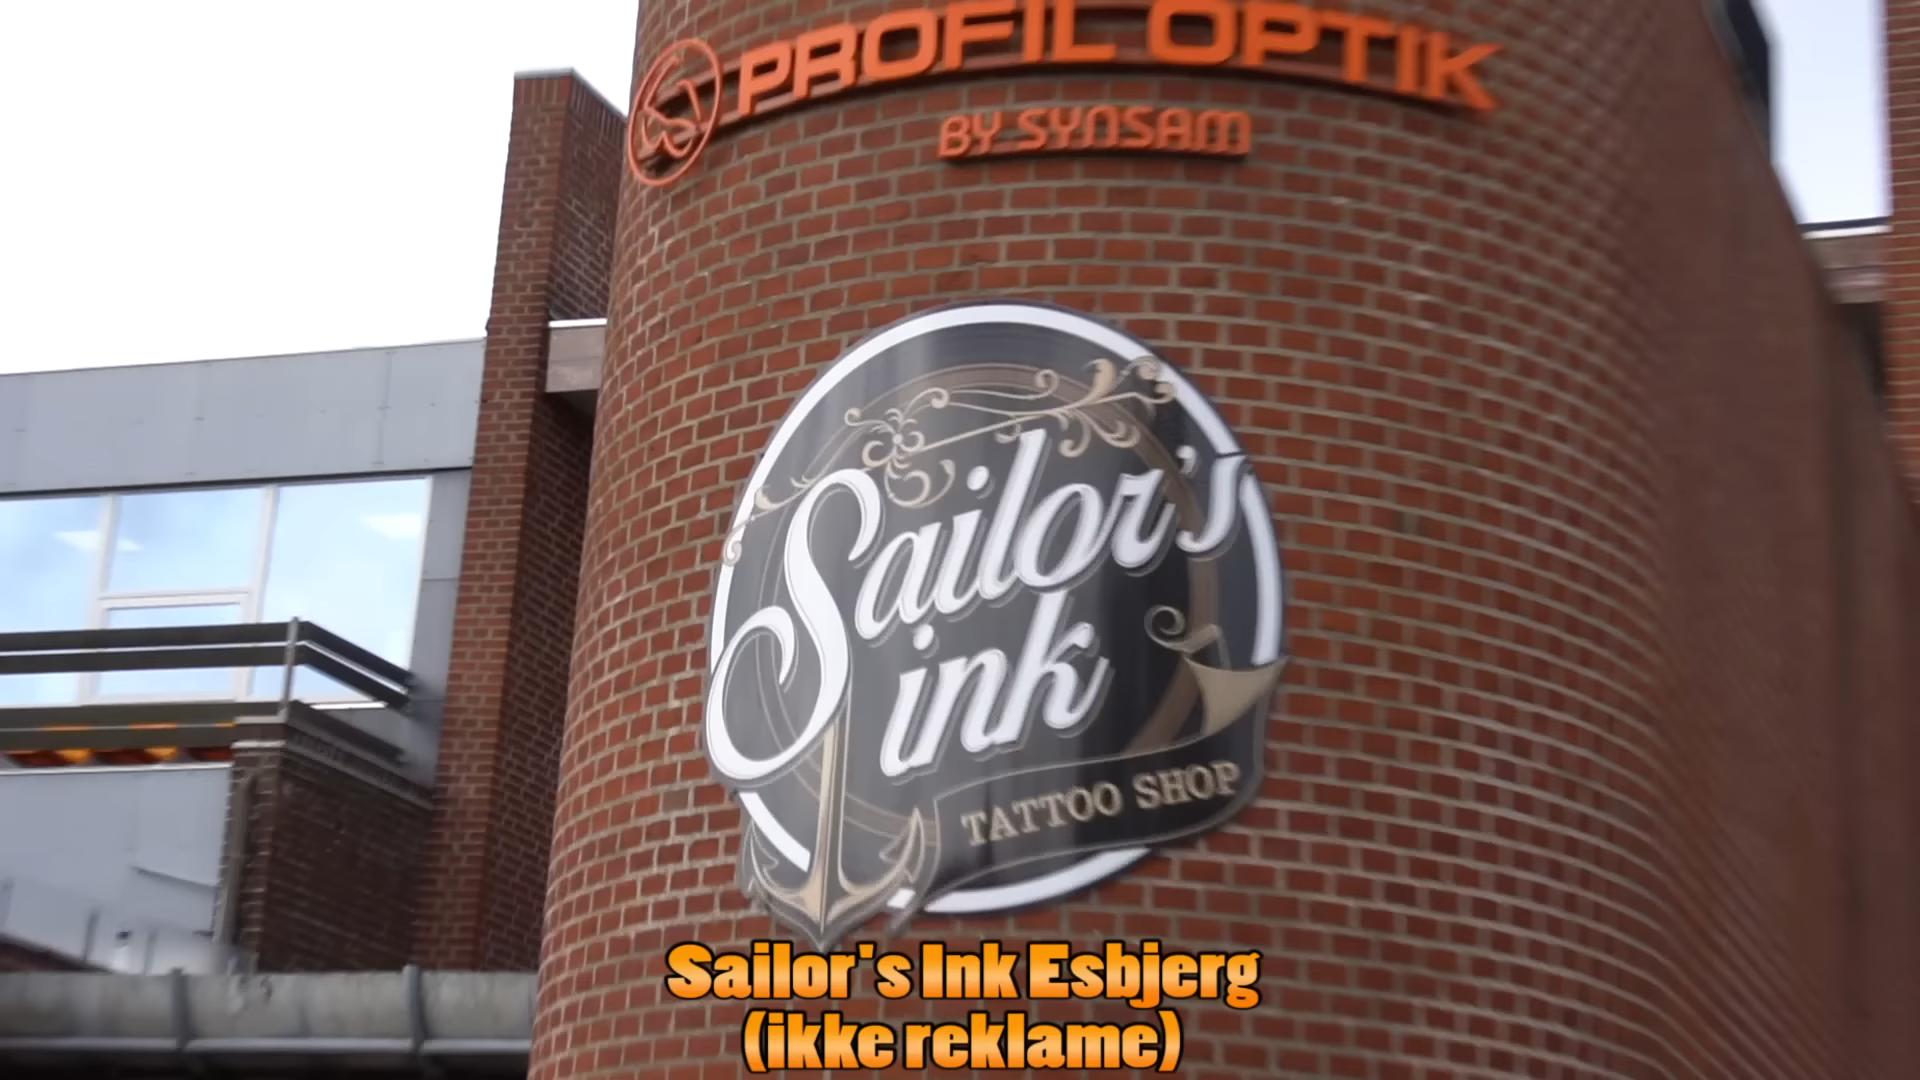 PROFIL OPTIK
BY SYNSAM
Sailor's
ink
TATTOO SHOP
Sailor's Ink Esbjerg
(ikke reklame)